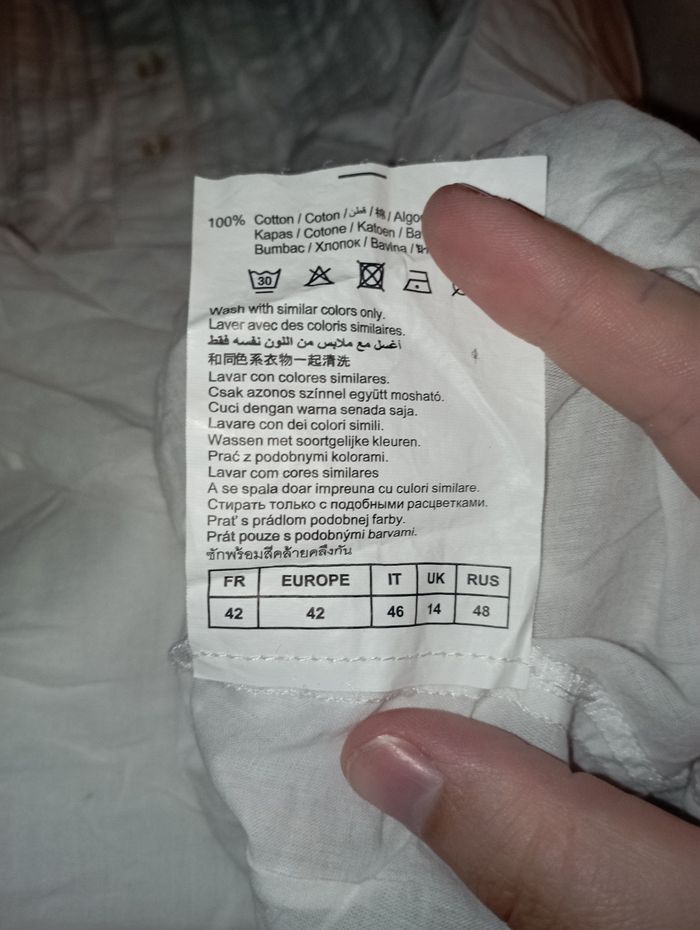 100% Cotton / Coton / قطن / 棉 / Algo
Kapas / Cotone / Katoen / Ba
Bumbac / Хлопок / Bavlna /
30
Wash with similar colors only.
Laver avec des coloris similaires.
أغسل مع ملابس من اللون نفسه فقط
和同色系衣物一起清洗
Lavar con colores similares.
Csak azonos színnel együtt mosható.
Cuci dengan warna senada saja.
Lavare con dei colori simili.
Wassen met soortgelijke kleuren.
Prać z podobnymi kolorami.
Lavar com cores similares
A se spala doar impreuna cu culori similare.
Стирать только с подобными расцветками.
Prať s prádlom podobnej farby.
Prát pouze s podobnými barvami.
ซักพร้อมสีคล้ายคลึงกัน
FR EUROPE IT UK RUS
42 42 46 14 48